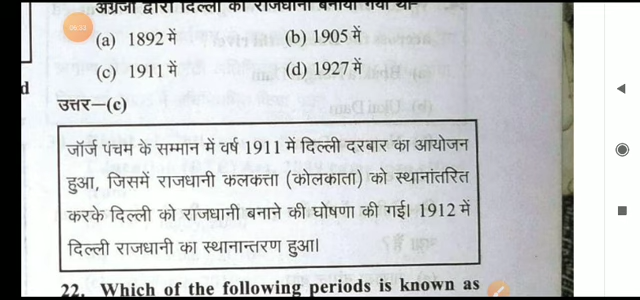 अंग्रेजों द्वारा दिल्ली को राजधानी बनाया गया था–
(a) 1892 में (b) 1905 में
(c) 1911 में (d) 1927 में
उत्तर–(c)
जॉर्ज पंचम के सम्मान में वर्ष 1911 में दिल्ली दरबार का आयोजन
हुआ, जिसमें राजधानी कलकत्ता (कोलकाता) को स्थानांतरित
करके दिल्ली को राजधानी बनाने की घोषणा की गई। 1912 में
दिल्ली राजधानी का स्थानान्तरण हुआ।
22. Which of the following periods is known as